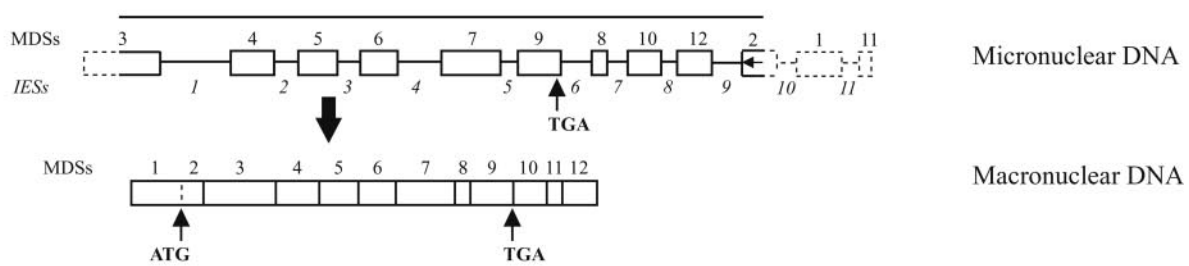 MDSs 3 4 5 6 7 9 8 10 12 2 1 11
Micronuclear DNA
IESs 1 2 3 4 5 6 7 8 9 10 11
TGA
MDSs 1 2 3 4 5 6 7 8 9 10 11 12
Macronuclear DNA
ATG TGA